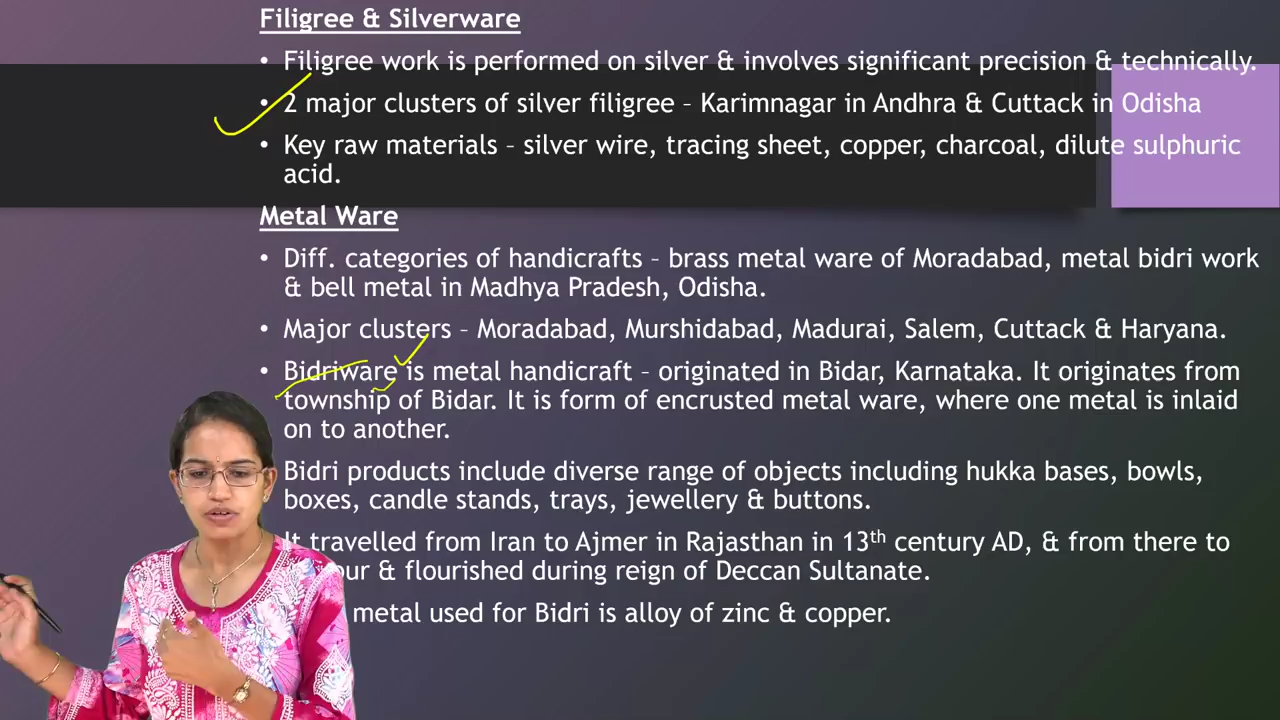 Filigree & Silverware
• Filigree work is performed on silver & involves significant precision & technically.
• 2 major clusters of silver filigree – Karimnagar in Andhra & Cuttack in Odisha
• Key raw materials – silver wire, tracing sheet, copper, charcoal, dilute sulphuric
acid.
Metal Ware
• Diff. categories of handicrafts – brass metal ware of Moradabad, metal bidri work
& bell metal in Madhya Pradesh, Odisha.
• Major clusters – Moradabad, Murshidabad, Madurai, Salem, Cuttack & Haryana.
• Bidriware is metal handicraft – originated in Bidar, Karnataka. It originates from
township of Bidar. It is form of encrusted metal ware, where one metal is inlaid
on to another.
Bidri products include diverse range of objects including hukka bases, bowls,
boxes, candle stands, trays, jewellery & buttons.
It travelled from Iran to Ajmer in Rajasthan in 13th century AD, & from there to
& flourished during reign of Deccan Sultanate.
metal used for Bidri is alloy of zinc & copper.